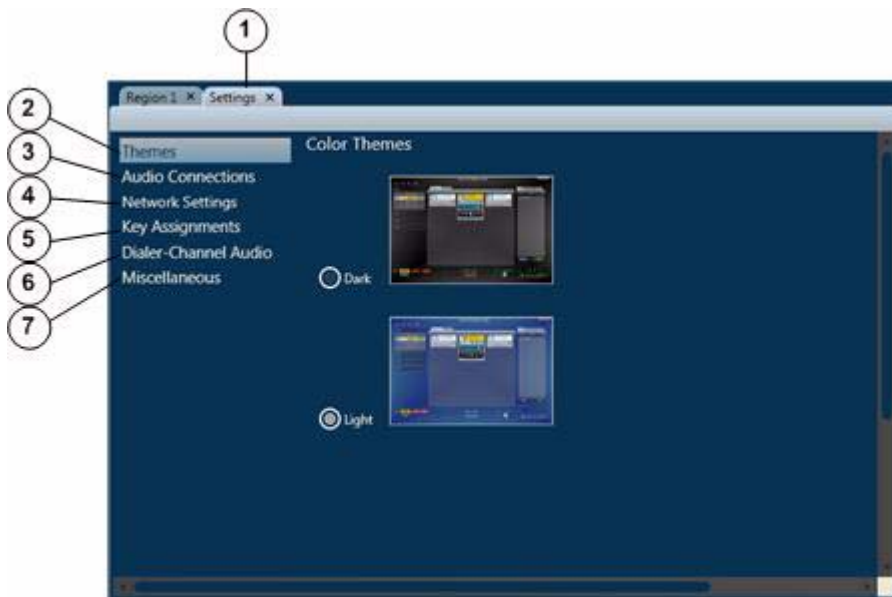 1
Region 1 × Settings ×
2
3
4
5
6
7
Themes
Audio Connections
Network Settings
Key Assignments
Dialer-Channel Audio
Miscellaneous
Color Themes
Dark
Light